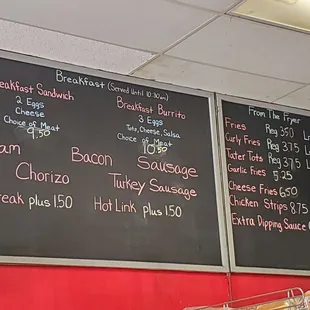 Breakfast (Served Until 10:30am)
Breakfast Sandwich
2 Eggs
Cheese
Choice of Meat
9.50
Breakfast Burrito
3 Eggs
Tots, Cheese, Salsa
Choice of Meat
10.50
am
Bacon
Sausage
Chorizo
Turkey Sausage
reak plus 1.50
Hot Link plus 1.50
From The Fryer
Fries Reg 3.50
Curly Fries Reg 3.75
Tater Tots Reg 3.75
Garlic Fries 5.25
Cheese Fries 6.50
Chicken Strips 8.75
Extra Dipping Sauce